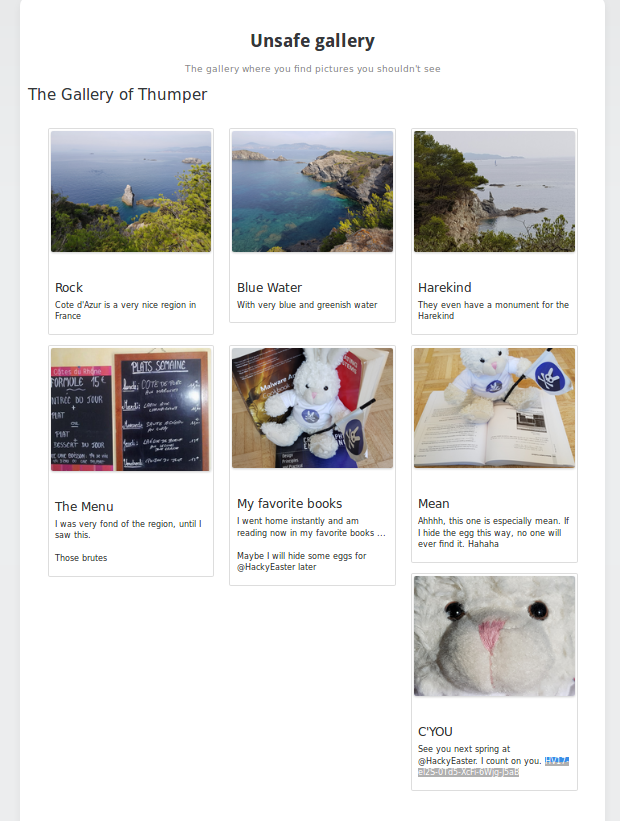 Unsafe gallery
The gallery where you find pictures you shouldn't see
The Gallery of Thumper
Rock
Cote d'Azur is a very nice region in
France
Blue Water
With very blue and greenish water
Harekind
They even have a monument for the
Harekind
Côtes du Rhône
FORMULE 15€
ENTRÉE DU JOUR
+
PLAT
OU
PLAT
+
DESSERT DU JOUR
PLATS SEMAINE
The Menu
I was very fond of the region, until I
saw this.
Those brutes
Malware
Cookbook
My favorite books
I went home instantly and am
reading now in my favorite books ...
Maybe I will hide some eggs for
@HackyEaster later
Mean
Ahhhh, this one is especially mean. If
I hide the egg this way, no one will
ever find it. Hahaha
C'YOU
See you next spring at
@HackyEaster. I count on you. HV17-